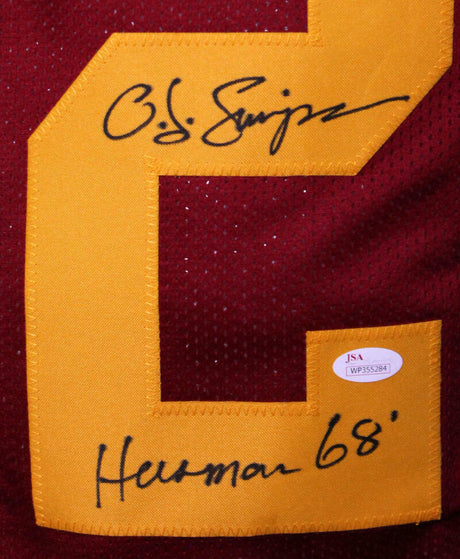 O.J. Simpson
JSA
WP355284
Heisman 68'